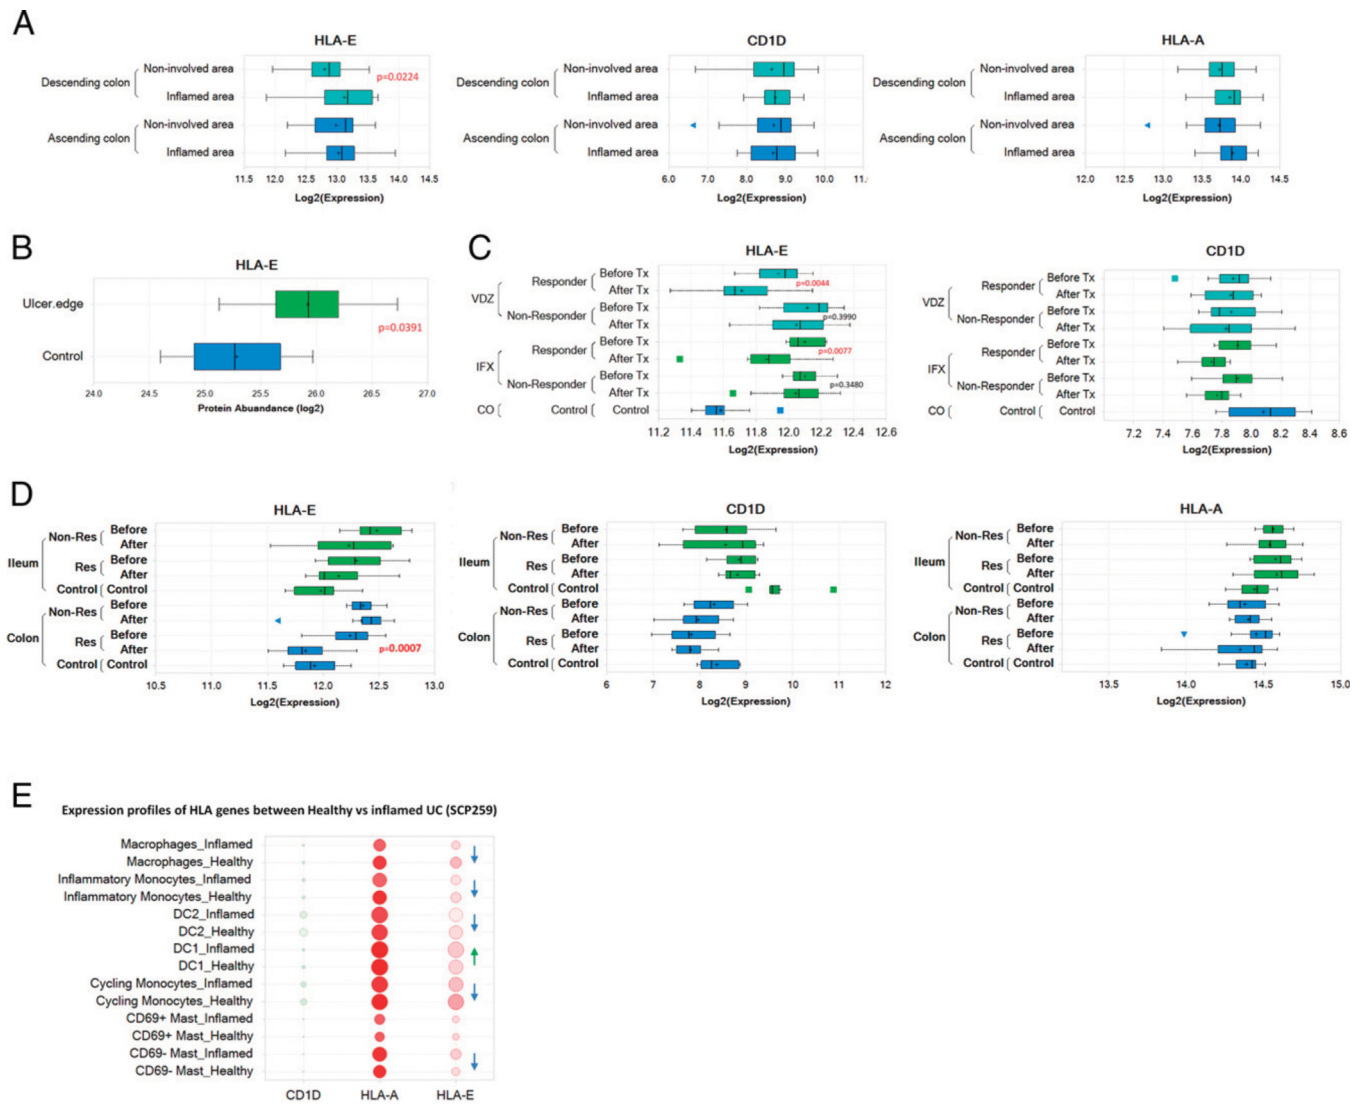 A
HLA-E
Descending colon
Non-involved area
Inflamed area
Ascending colon
Non-involved area
Inflamed area
p=0.0224
11.5 12.0 12.5 13.0 13.5 14.0 14.5
Log2(Expression)
CD1D
Descending colon
Non-involved area
Inflamed area
Ascending colon
Non-involved area
Inflamed area
6.0 7.0 8.0 9.0 10.0
Log2(Expression)
HLA-A
Descending colon
Non-involved area
Inflamed area
Ascending colon
Non-involved area
Inflamed area
12.0 12.5 13.0 13.5 14.0 14.5
Log2(Expression)
B
HLA-E
Ulcer.edge
p=0.0391
Control
24.0 24.5 25.0 25.5 26.0 26.5 27.0
Protein Abuandance (log2)
C
HLA-E
VDZ
Responder
Before Tx
p=0.0044
After Tx
Non-Responder
Before Tx
p=0.3990
After Tx
IFX
Responder
Before Tx
p=0.0077
After Tx
Non-Responder
Before Tx
p=0.3480
After Tx
CO Control Control
11.2 11.4 11.6 11.8 12.0 12.2 12.4 12.6
Log2(Expression)
CD1D
VDZ
Responder
Before Tx
After Tx
Non-Responder
Before Tx
After Tx
IFX
Responder
Before Tx
After Tx
Non-Responder
Before Tx
After Tx
CO Control Control
7.2 7.4 7.6 7.8 8.0 8.2 8.4 8.6
Log2(Expression)
D
HLA-E
Ileum
Non-Res
Before
After
Res
Before
After
Control Control
Colon
Non-Res
Before
After
Res
Before
After
p=0.0007
Control Control
10.5 11.0 11.5 12.0 12.5 13.0
Log2(Expression)
CD1D
Ileum
Non-Res
Before
After
Res
Before
After
Control Control
Colon
Non-Res
Before
After
Res
Before
After
Control Control
6 7 8 9 10 11 12
Log2(Expression)
HLA-A
Ileum
Non-Res
Before
After
Res
Before
After
Control Control
Colon
Non-Res
Before
After
Res
Before
After
Control Control
13.5 14.0 14.5 15.0
Log2(Expression)
E
Expression profiles of HLA genes between Healthy vs inflamed UC (SCP259)
Macrophages_Inflamed
Macrophages_Healthy
Inflammatory Monocytes_Inflamed
Inflammatory Monocytes_Healthy
DC2_Inflamed
DC2_Healthy
DC1_Inflamed
DC1_Healthy
Cycling Monocytes_Inflamed
Cycling Monocytes_Healthy
CD69+ Mast_Inflamed
CD69+ Mast_Healthy
CD69- Mast_Inflamed
CD69- Mast_Healthy
CD1D HLA-A HLA-E